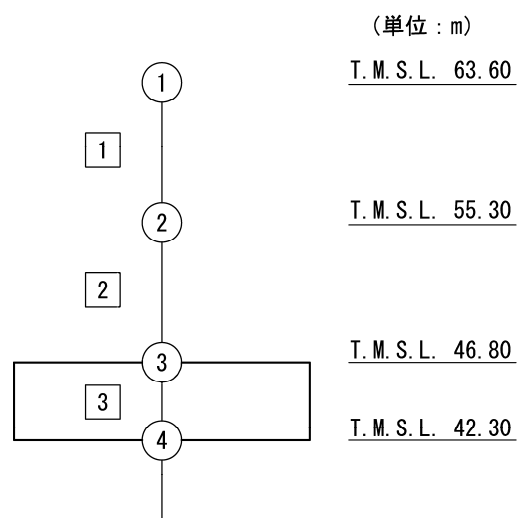 (単位：m)
① T.M.S.L. 63.60
1
② T.M.S.L. 55.30
2
③ T.M.S.L. 46.80
3
④ T.M.S.L. 42.30